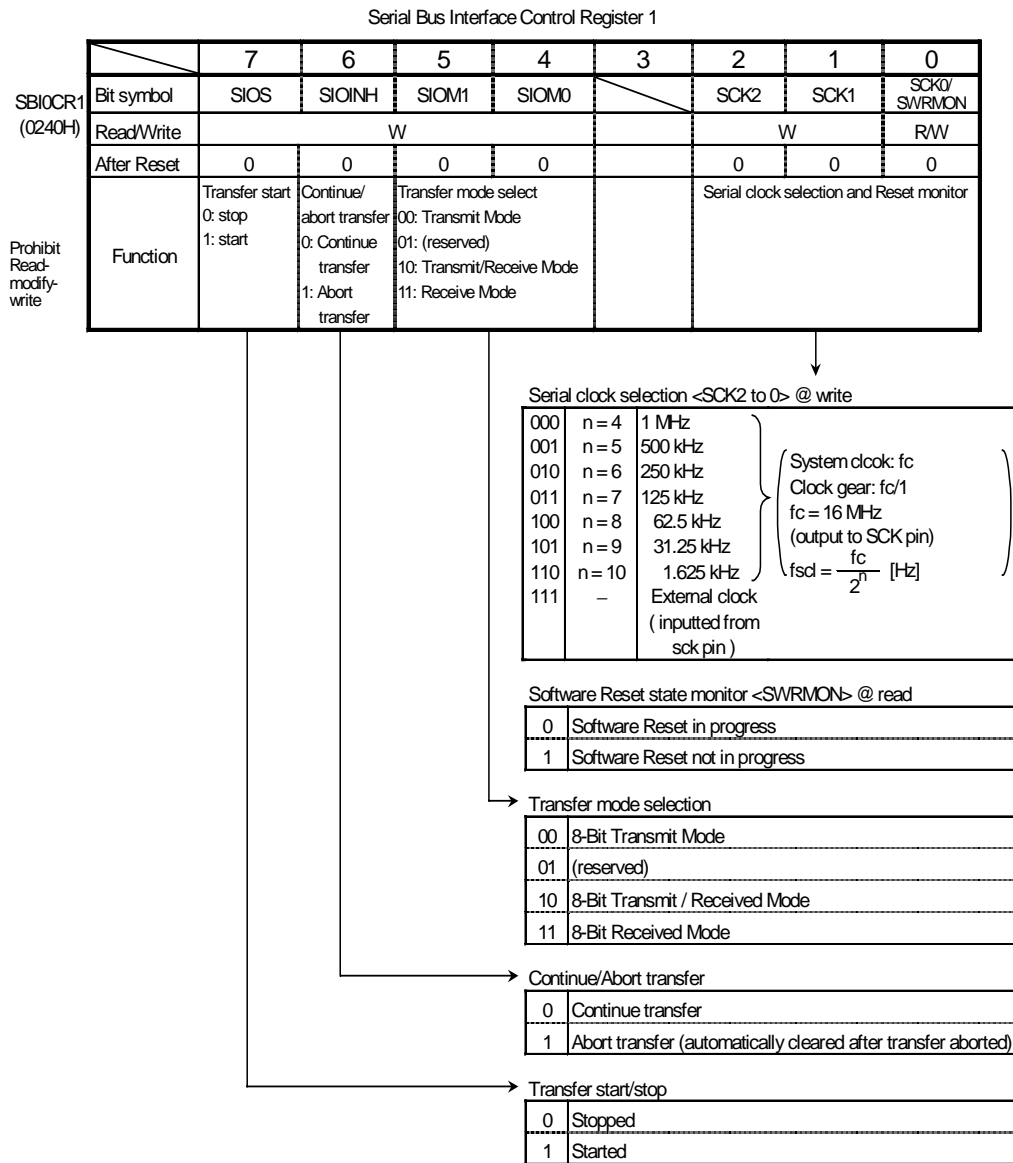 Serial Bus Interface Control Register 1
7 6 5 4 3 2 1 0
SBI0CR1
(0240H)
Bit symbol SIOS SIOINH SIOM1 SIOM0 SCK2 SCK1 SCK0/
SWRMON
Read/Write W W R/W
After Reset 0 0 0 0 0 0 0
Prohibit
Read-
modify-
write
Function
Transfer start
0: stop
1: start
Continue/
abort transfer
0: Continue
transfer
1: Abort
transfer
Transfer mode select
00: Transmit Mode
01: (reserved)
10: Transmit/Receive Mode
11: Receive Mode
Serial clock selection and Reset monitor
Serial clock selection <SCK2 to 0> @ write
000 n = 4 1 MHz
001 n = 5 500 kHz
010 n = 6 250 kHz
011 n = 7 125 kHz
100 n = 8 62.5 kHz
101 n = 9 31.25 kHz
110 n = 10 1.625 kHz
111 – External clock
( inputted from
sck pin )
System clcok: fc
Clock gear: fc/1
fc = 16 MHz
(output to SCK pin)
fscl = fc / 2^n [Hz]
Software Reset state monitor <SWRMON> @ read
0 Software Reset in progress
1 Software Reset not in progress
Transfer mode selection
00 8-Bit Transmit Mode
01 (reserved)
10 8-Bit Transmit / Received Mode
11 8-Bit Received Mode
Continue/Abort transfer
0 Continue transfer
1 Abort transfer (automatically cleared after transfer aborted)
Transfer start/stop
0 Stopped
1 Started